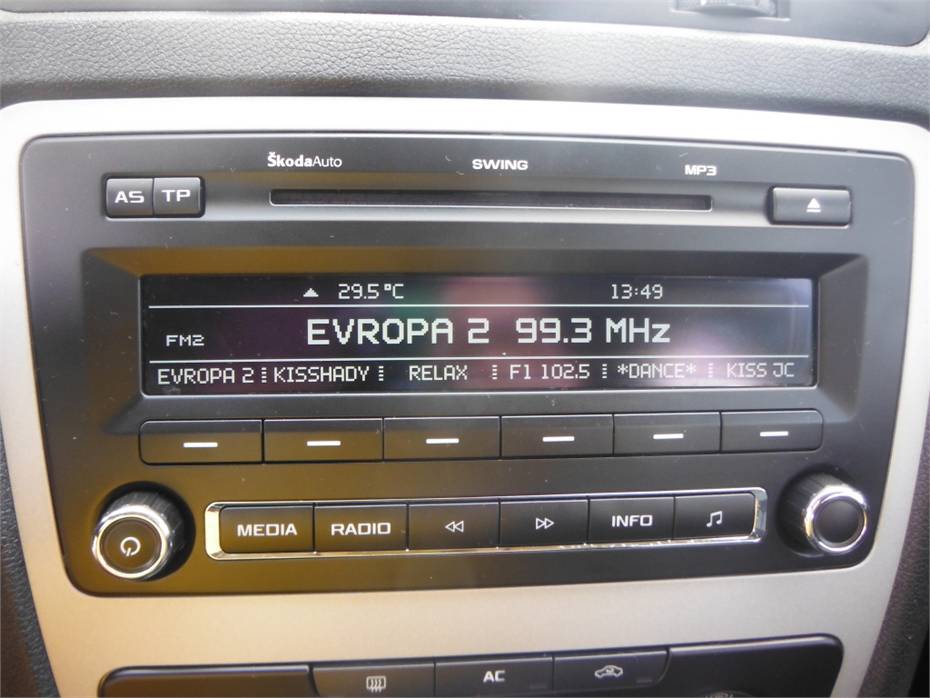 ŠkodaAuto SWING MP3
AS TP
29.5°C 13:49
FM2 EVROPA 2 99.3 MHz
EVROPA 2 KISSHADY RELAX F1 102.5 *DANCE* KISS JC
MEDIA RADIO INFO
AC